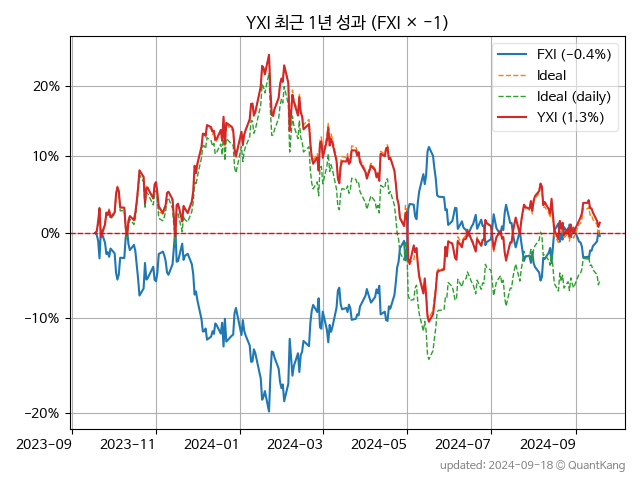 YXI 최근 1년 성과 (FXI × −1)
FXI (−0.4%)
Ideal
Ideal (daily)
YXI (1.3%)
20%
10%
0%
−10%
−20%
2023-09 2023-11 2024-01 2024-03 2024-05 2024-07 2024-09
updated: 2024-09-18 © QuantKang